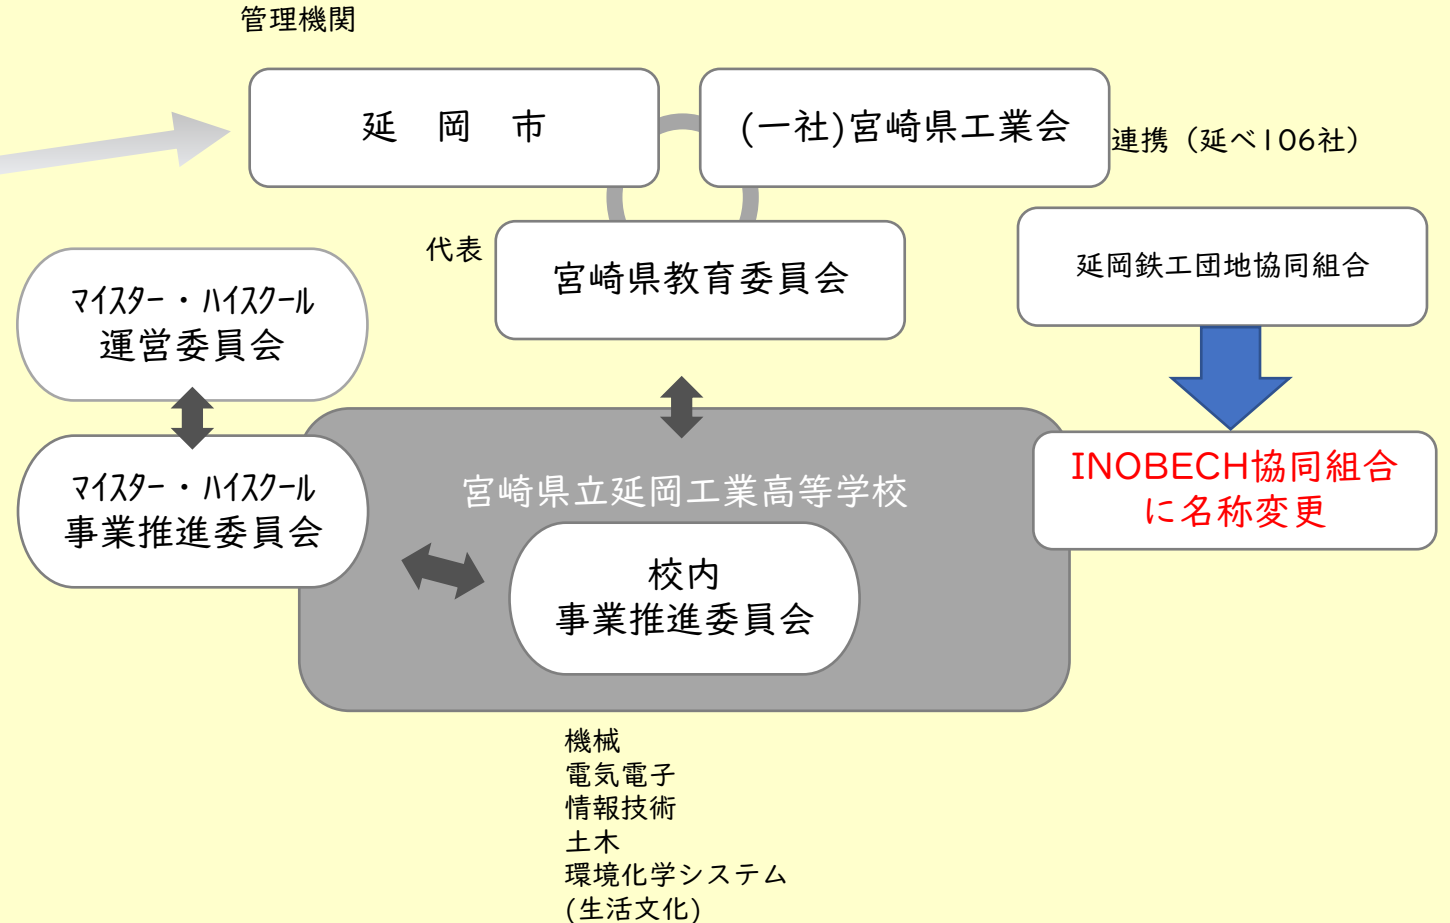 管理機関
延　岡　市
(一社)宮崎県工業会
連携（延べ106社）
代表
宮崎県教育委員会
延岡鉄工団地協同組合
ﾏｲｽﾀｰ・ﾊｲｽｸｰﾙ
運営委員会
ﾏｲｽﾀｰ・ﾊｲｽｸｰﾙ
事業推進委員会
宮崎県立延岡工業高等学校
INOBECH協同組合
に名称変更
校内
事業推進委員会
機械
電気電子
情報技術
土木
環境化学システム
(生活文化)